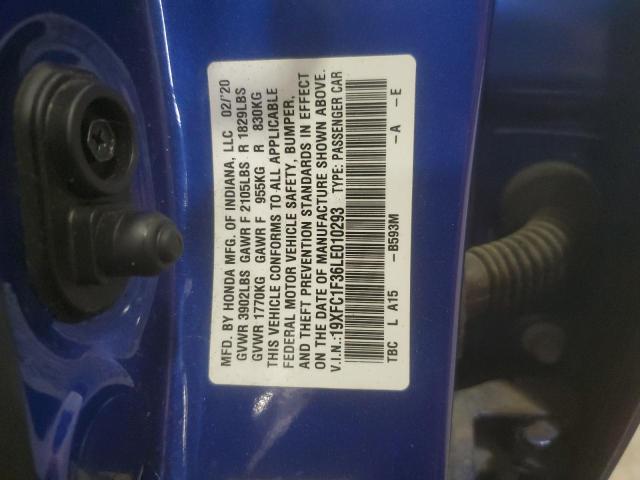 MFD. BY HONDA MFG. OF INDIANA, LLC 02/'20
GVWR 3902LBS GAWR F 2105LBS R 1829LBS
GVWR 1770KG GAWR F 955KG R 830KG
THIS VEHICLE CONFORMS TO ALL APPLICABLE
FEDERAL MOTOR VEHICLE SAFETY, BUMPER,
AND THEFT PREVENTION STANDARDS IN EFFECT
ON THE DATE OF MANUFACTURE SHOWN ABOVE.
V.I.N.:19XFC1F36LE010293 TYPE: PASSENGER CAR
TBC L A15 -B593M -A -E